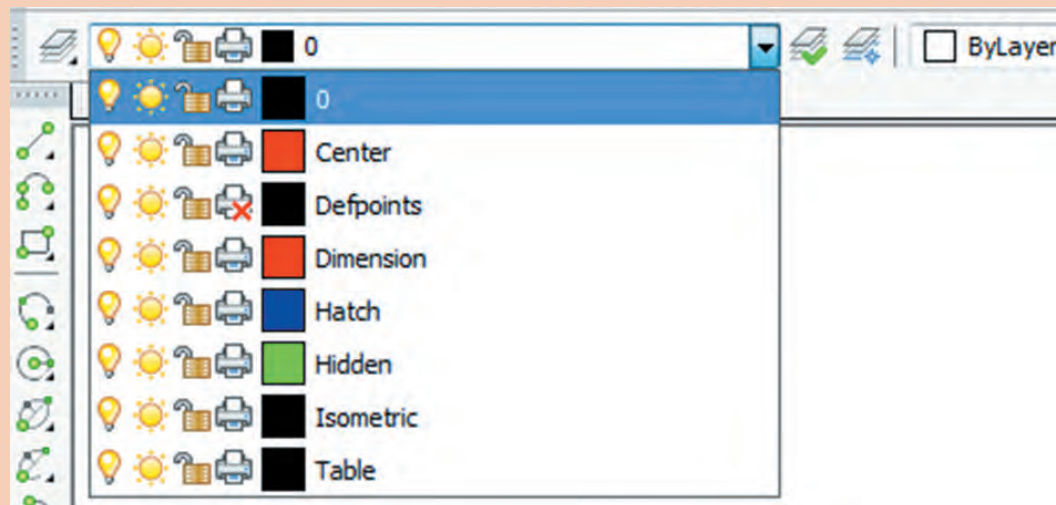 0
ByLayer
0
Center
Defpoints
Dimension
Hatch
Hidden
Isometric
Table